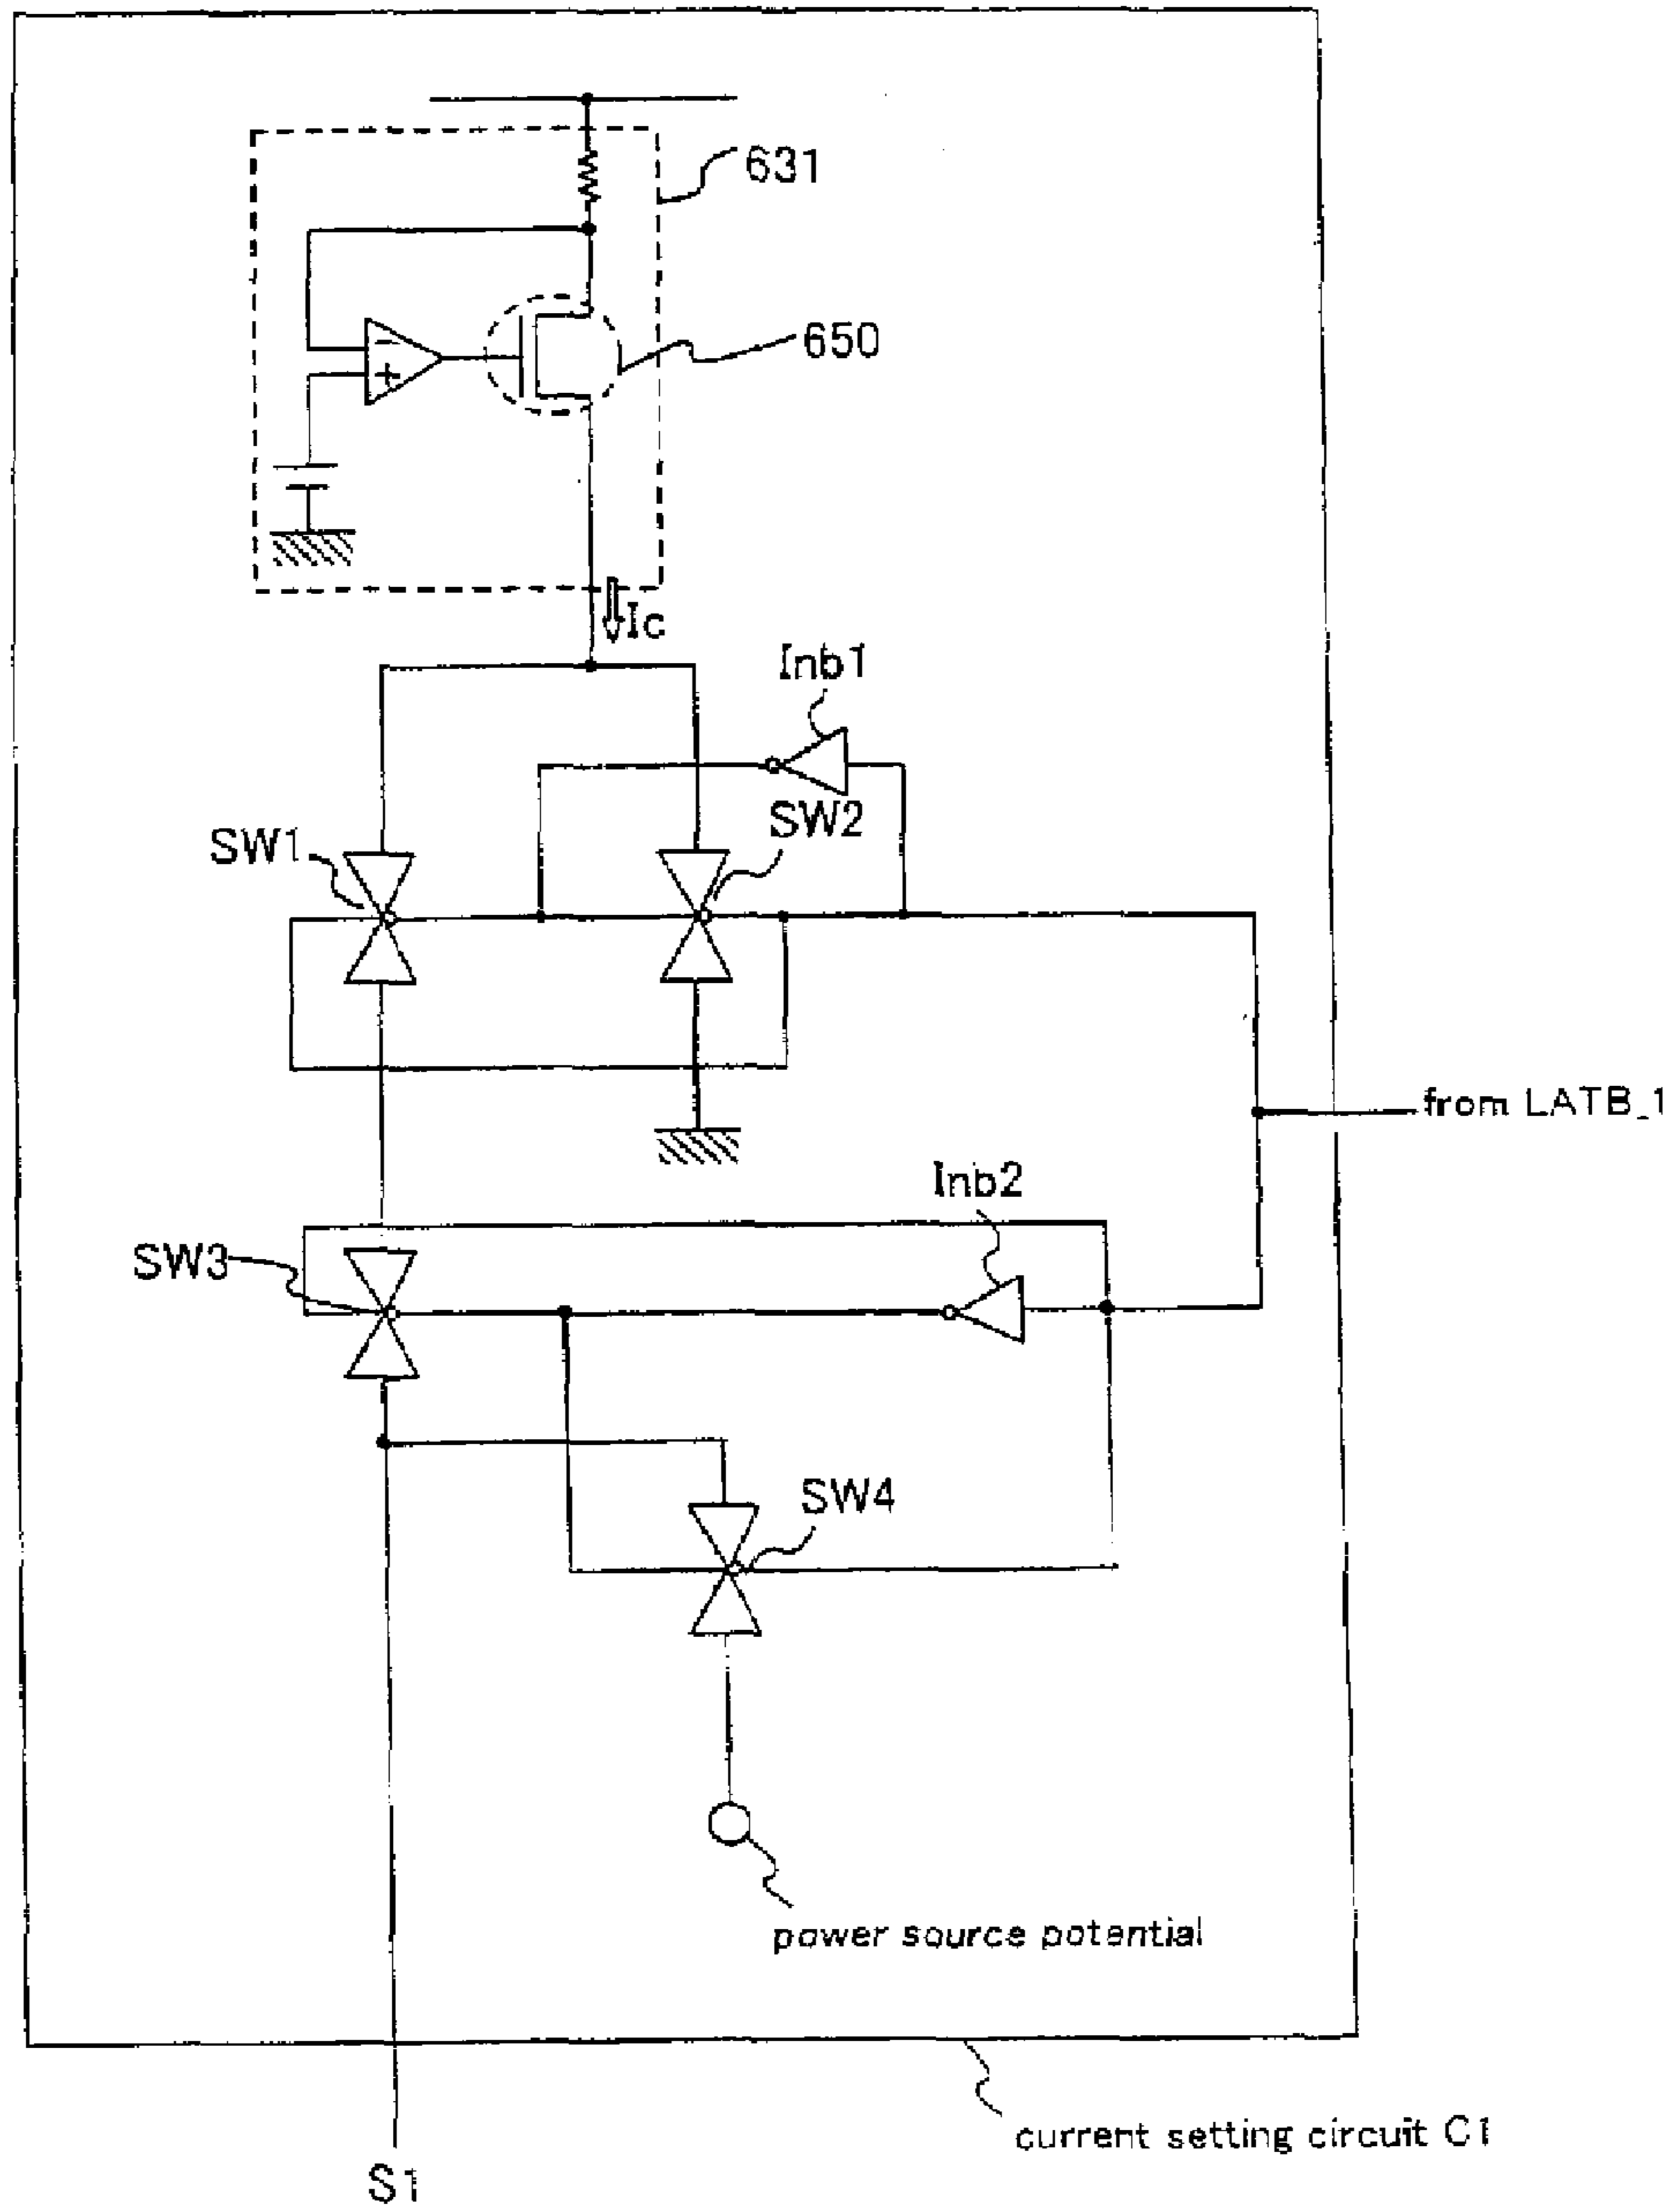 631
650
Ic
Inb1
SW2
SW1
from LATB_1
Inb2
SW3
SW4
power source potential
current setting circuit C1
S1